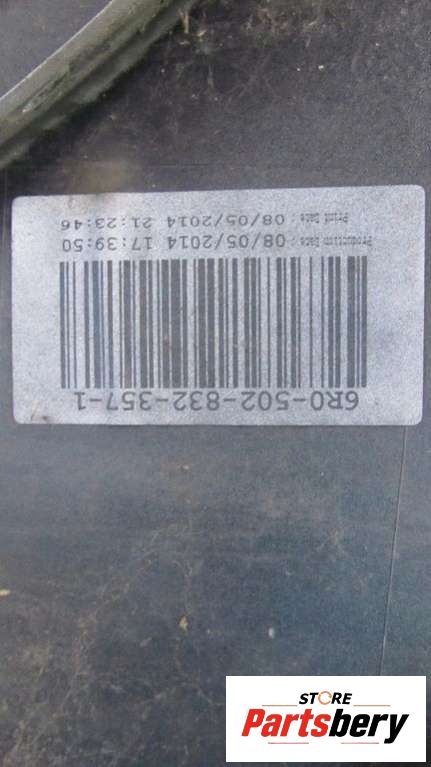 6R0-502-832-357-1
Production Date : 08/05/2014 17:39:50
Print Date : 08/05/2014 21:23:46
STORE
Partsbery